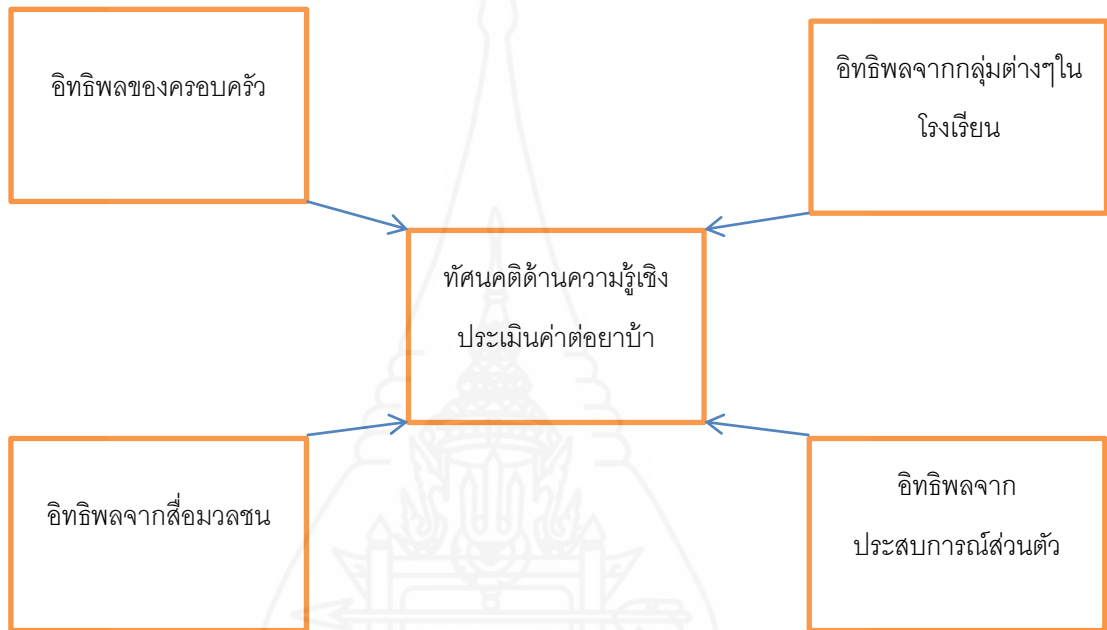 อิทธิพลของครอบครัว
อิทธิพลจากกลุ่มต่างๆใน
โรงเรียน
ทัศนคติด้านความรู้เชิง
ประเมินค่าต่อยาบ้า
อิทธิพลจากสื่อมวลชน
อิทธิพลจาก
ประสบการณ์ส่วนตัว